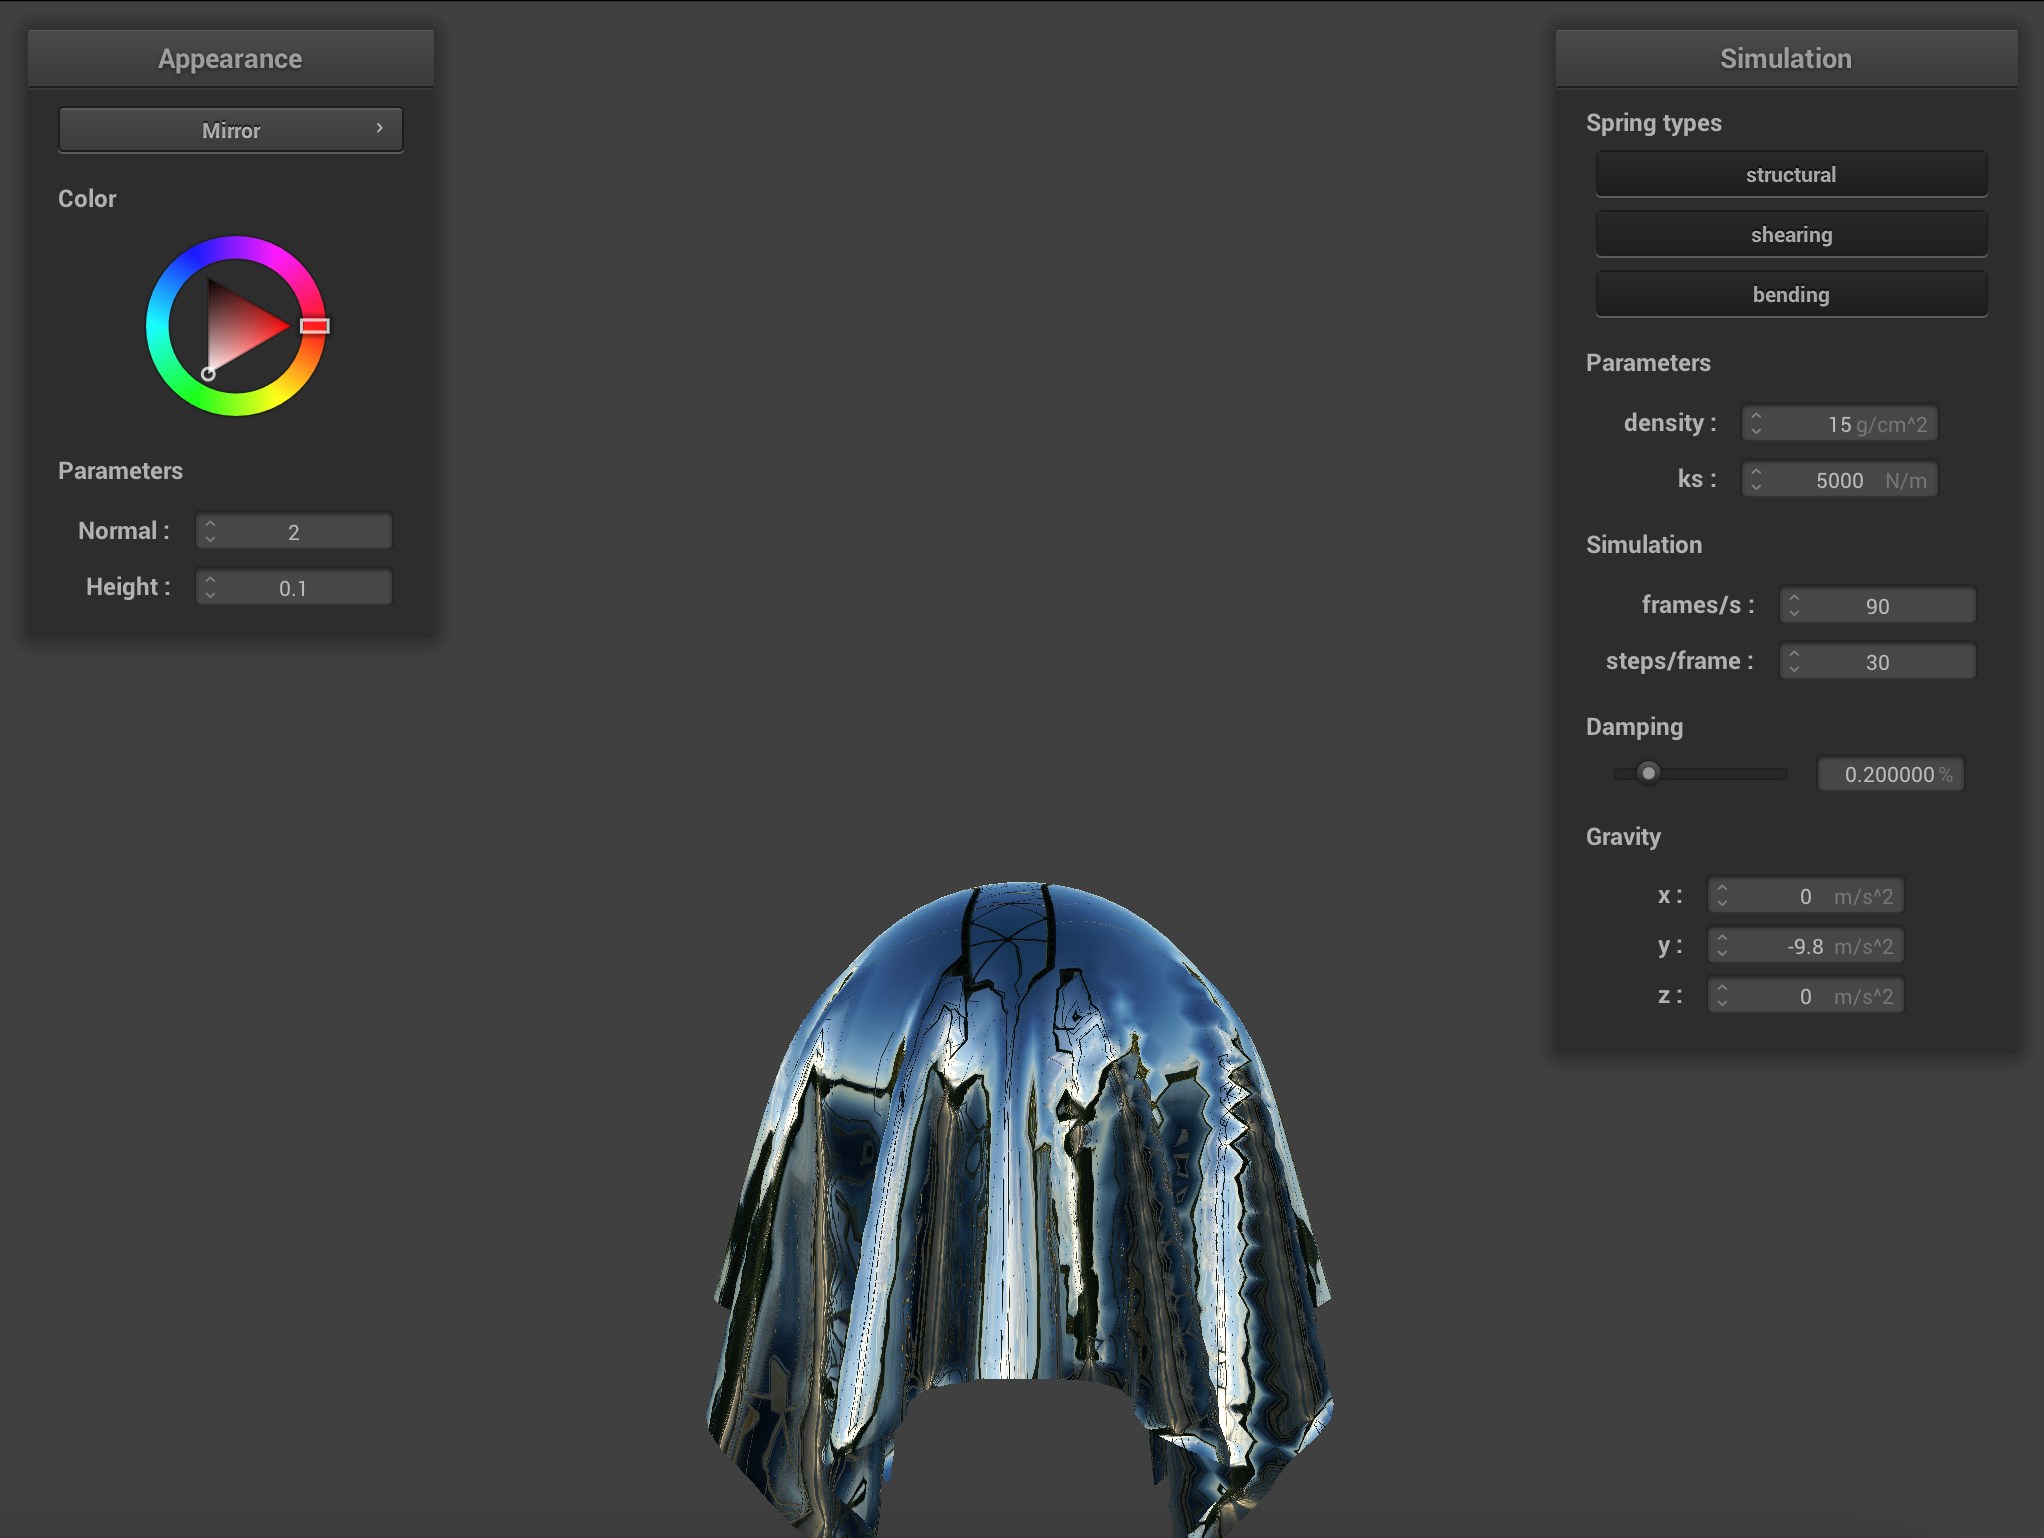 Appearance
Mirror
Color
Parameters
Normal : 2
Height : 0.1
Simulation
Spring types
structural
shearing
bending
Parameters
density : 15 g/cm^2
ks : 5000 N/m
Simulation
frames/s : 90
steps/frame : 30
Damping
0.200000 %
Gravity
x : 0 m/s^2
y : -9.8 m/s^2
z : 0 m/s^2